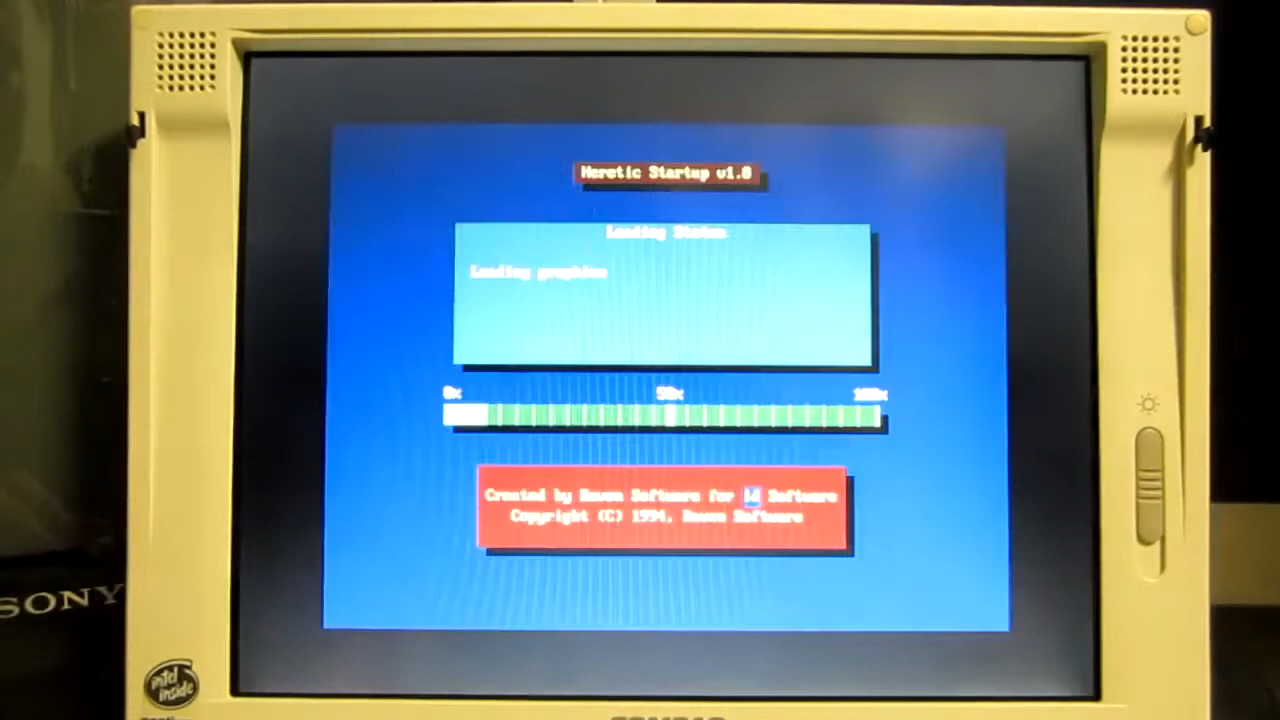 Heretic Startup v1.0
Loading Status
Loading graphics
0% 50% 100%
Created by Raven Software for id Software
Copyright (C) 1994, Raven Software
SONY
intel
inside